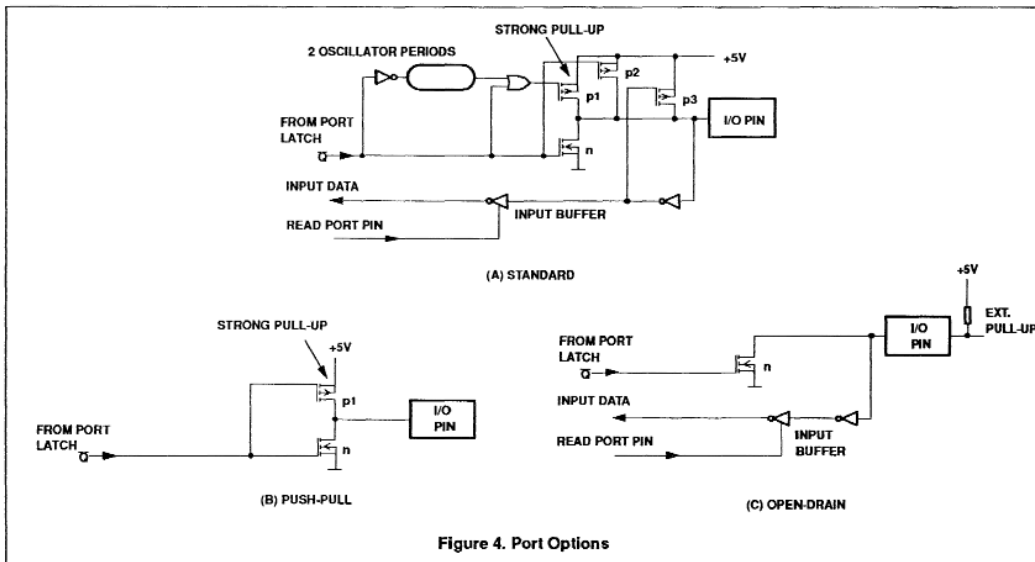 STRONG PULL-UP
2 OSCILLATOR PERIODS
+5V
p2
p1
p3
I/O PIN
FROM PORT
LATCH
Q
n
INPUT DATA
INPUT BUFFER
READ PORT PIN
(A) STANDARD
STRONG PULL-UP
+5V
p1
I/O
PIN
FROM PORT
LATCH
Q
n
(B) PUSH-PULL
+5V
EXT.
PULL-UP
I/O
PIN
FROM PORT
LATCH
Q
n
INPUT DATA
INPUT
BUFFER
READ PORT PIN
(C) OPEN-DRAIN
Figure 4. Port Options